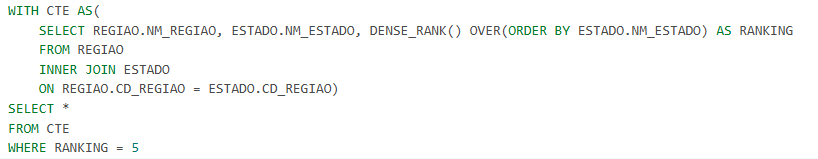 WITH CTE AS(
    SELECT REGIAO.NM_REGIAO, ESTADO.NM_ESTADO, DENSE_RANK() OVER(ORDER BY ESTADO.NM_ESTADO) AS RANKING
    FROM REGIAO
    INNER JOIN ESTADO
    ON REGIAO.CD_REGIAO = ESTADO.CD_REGIAO)
SELECT *
FROM CTE
WHERE RANKING = 5